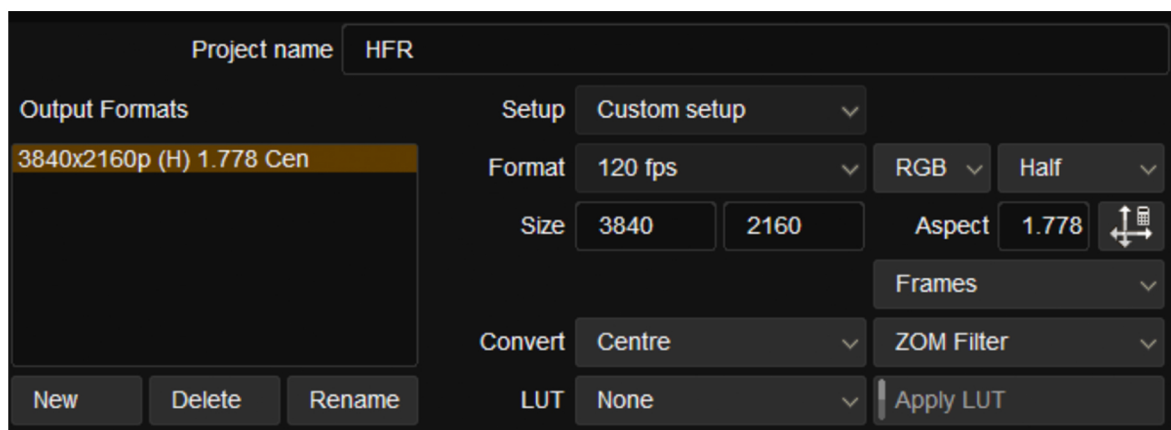 Project name HFR
Output Formats Setup Custom setup
3840x2160p (H) 1.778 Cen Format 120 fps RGB Half
Size 3840 2160 Aspect 1.778
Frames
Convert Centre ZOM Filter
New Delete Rename LUT None Apply LUT